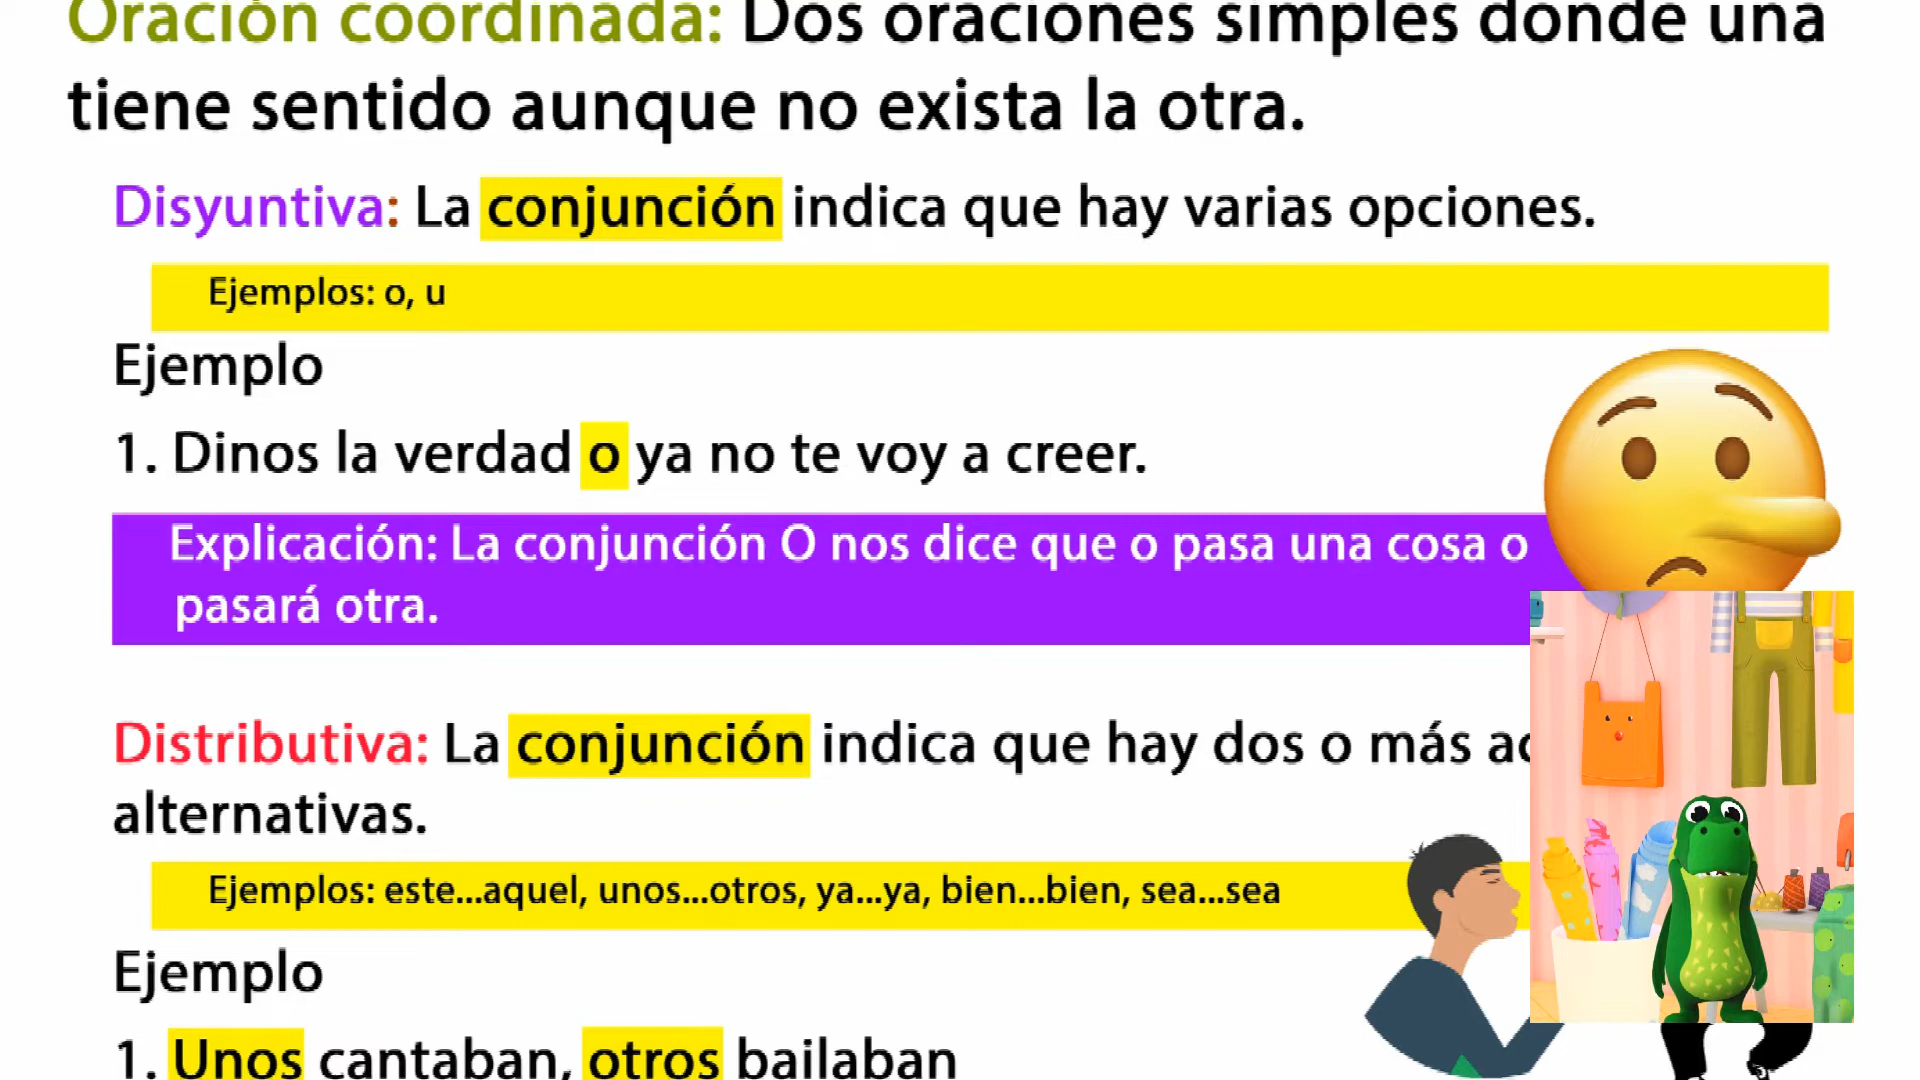 Oración coordinada: Dos oraciones simples donde una
tiene sentido aunque no exista la otra.
Disyuntiva: La conjunción indica que hay varias opciones.
Ejemplos: o, u
Ejemplo
1. Dinos la verdad o ya no te voy a creer.
Explicación: La conjunción O nos dice que o pasa una cosa o
pasará otra.
Distributiva: La conjunción indica que hay dos o más
alternativas.
Ejemplos: este...aquel, unos...otros, ya...ya, bien...bien, sea...sea
Ejemplo
1. Unos cantaban, otros bailaban